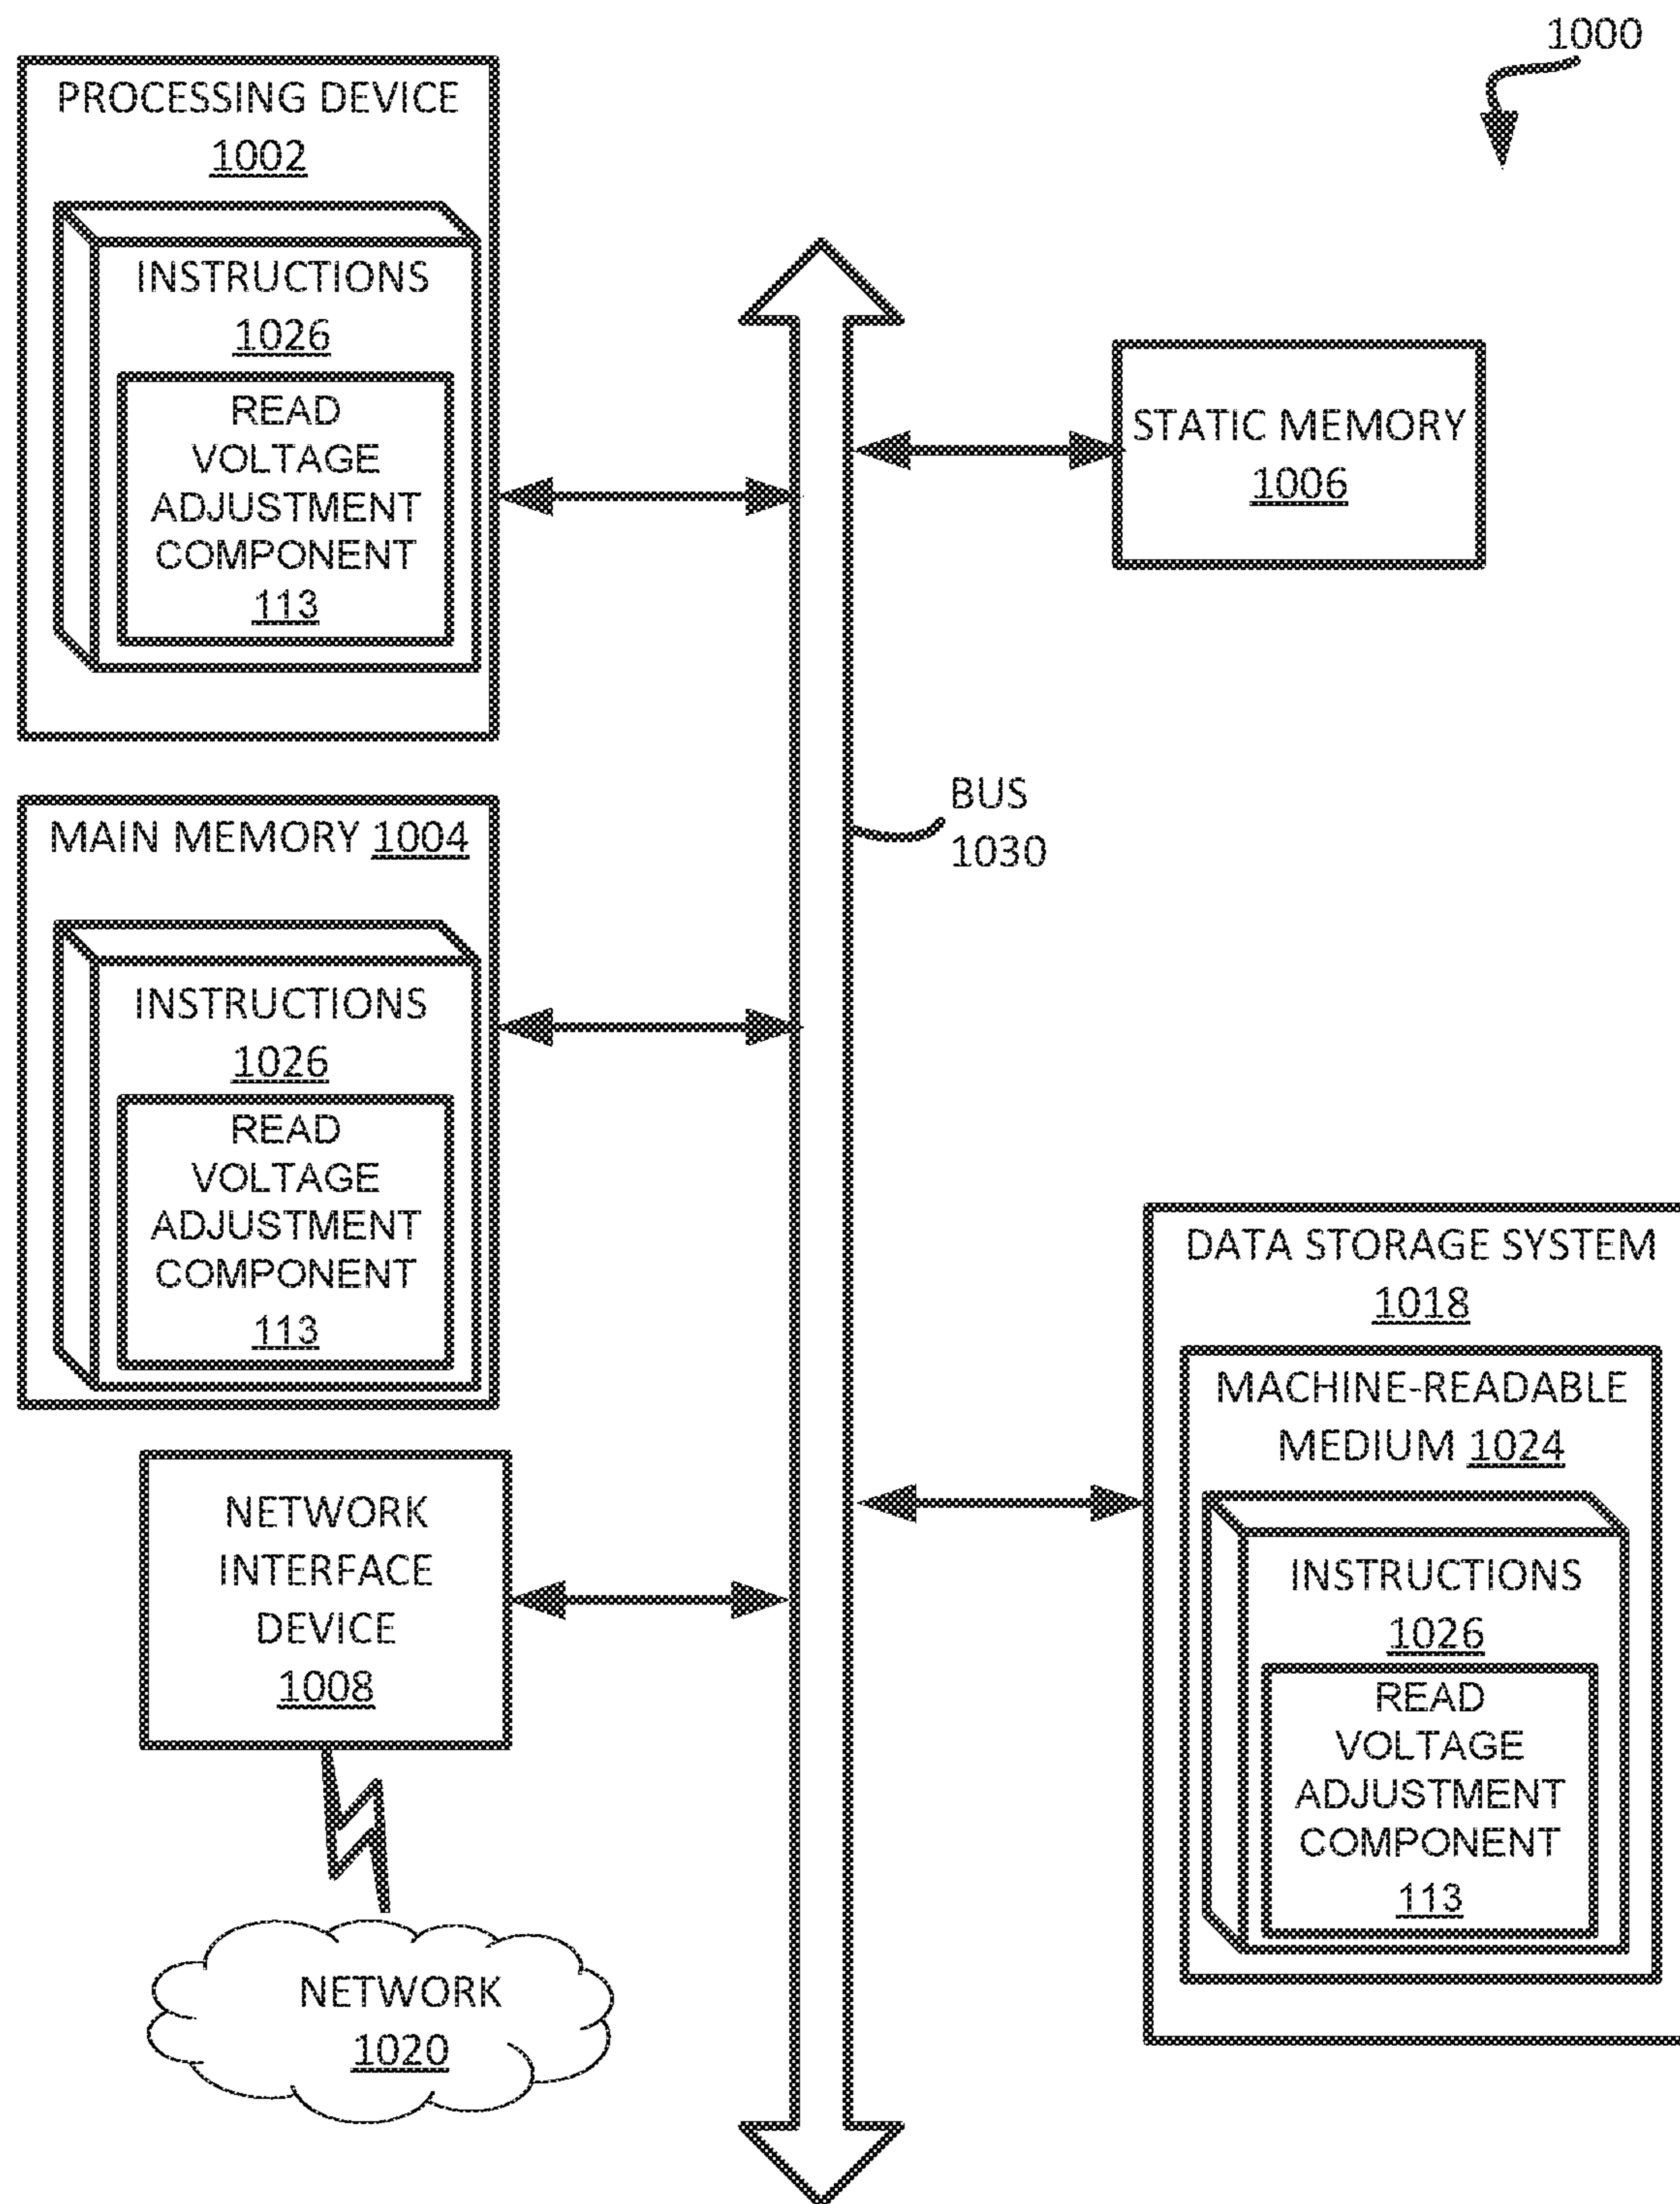 1000
PROCESSING DEVICE
1002
INSTRUCTIONS
1026
READ
VOLTAGE
ADJUSTMENT
COMPONENT
113
STATIC MEMORY
1006
BUS
1030
MAIN MEMORY 1004
INSTRUCTIONS
1026
READ
VOLTAGE
ADJUSTMENT
COMPONENT
113
DATA STORAGE SYSTEM
1018
MACHINE-READABLE
MEDIUM 1024
INSTRUCTIONS
1026
READ
VOLTAGE
ADJUSTMENT
COMPONENT
113
NETWORK
INTERFACE
DEVICE
1008
NETWORK
1020